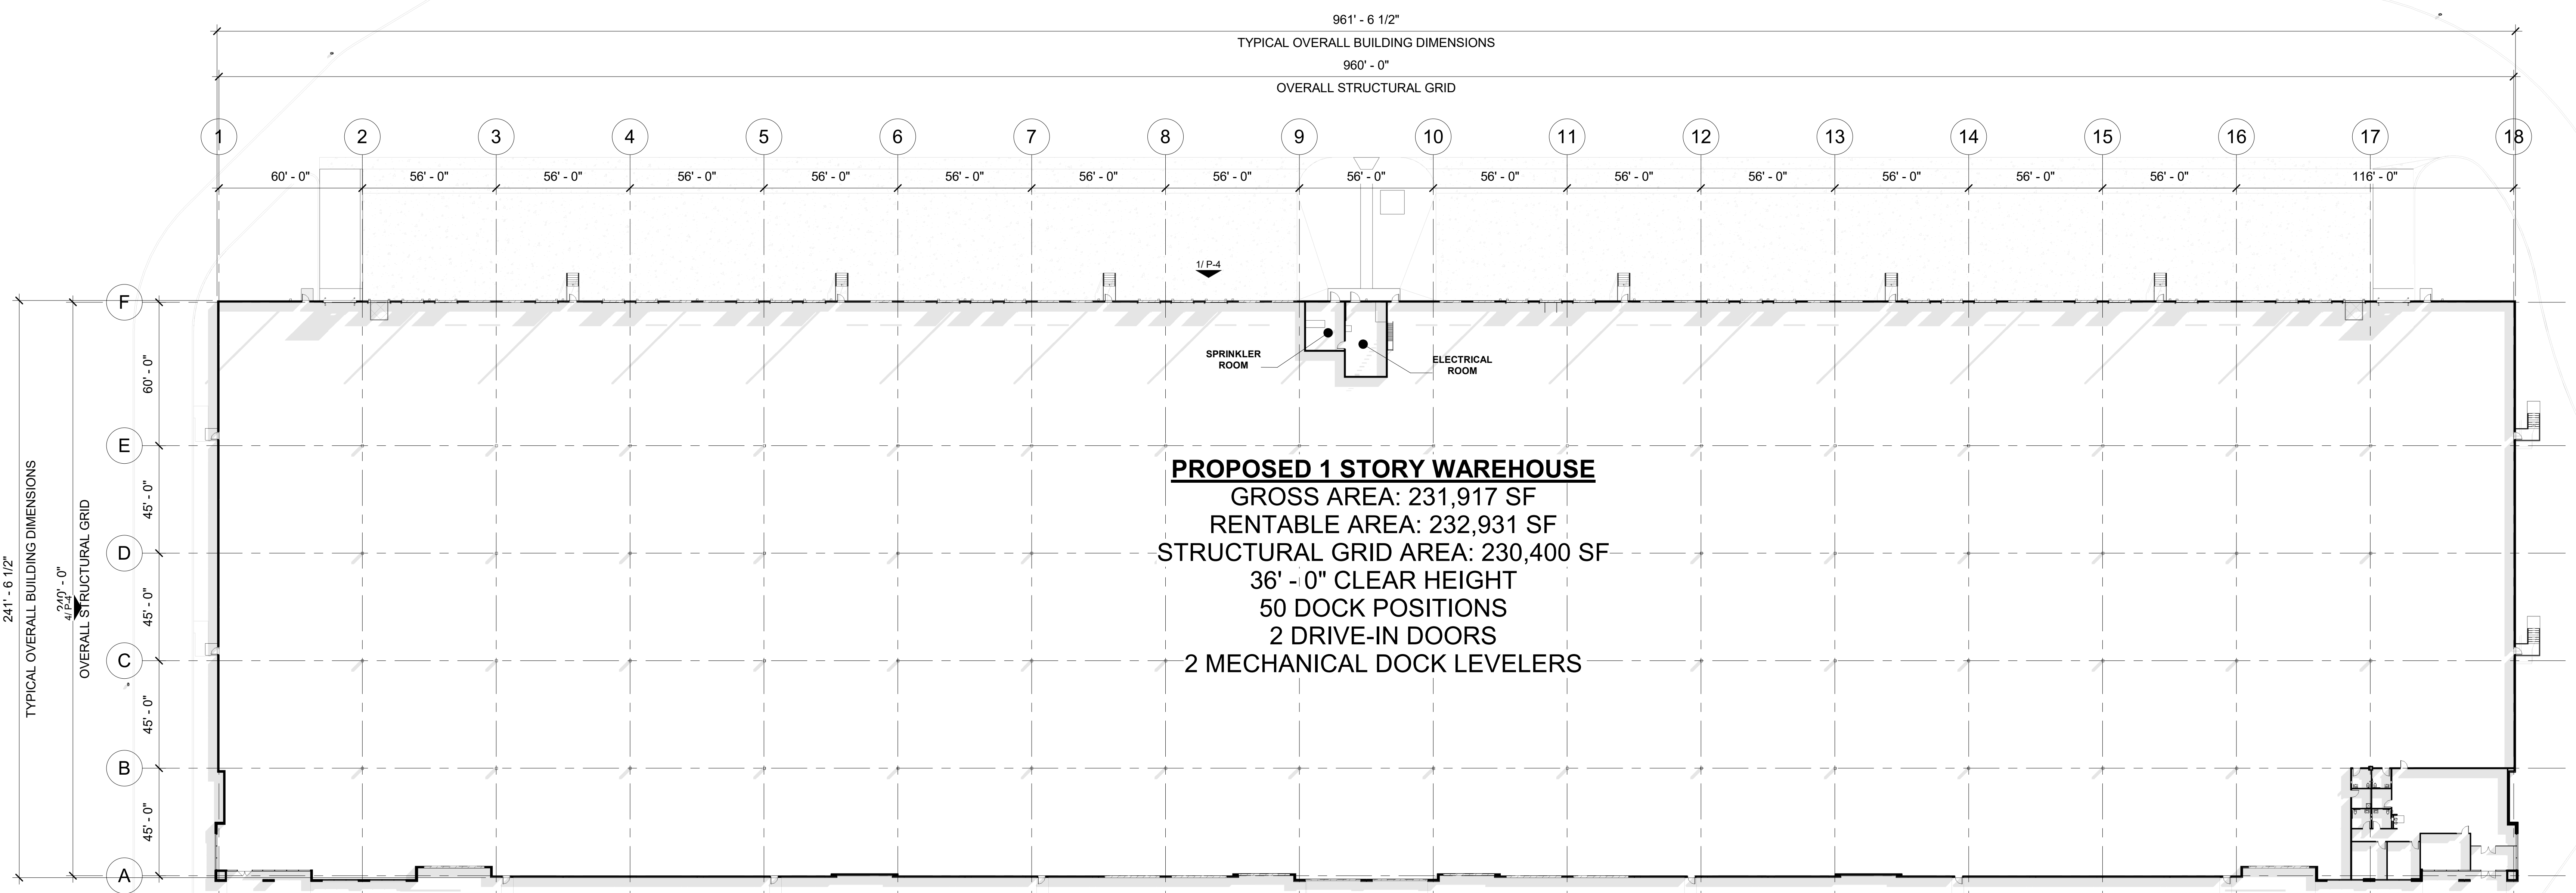 961' - 6 1/2"
TYPICAL OVERALL BUILDING DIMENSIONS
960' - 0"
OVERALL STRUCTURAL GRID
1 2 3 4 5 6 7 8 9 10 11 12 13 14 15 16 17 18
60' - 0" 56' - 0" 56' - 0" 56' - 0" 56' - 0" 56' - 0" 56' - 0" 56' - 0" 56' - 0" 56' - 0" 56' - 0" 56' - 0" 56' - 0" 56' - 0" 56' - 0" 116' - 0"
1/ P-4
F
SPRINKLER
ROOM
ELECTRICAL
ROOM
60' - 0"
E
PROPOSED 1 STORY WAREHOUSE
GROSS AREA: 231,917 SF
RENTABLE AREA: 232,931 SF
STRUCTURAL GRID AREA: 230,400 SF
36' - 0" CLEAR HEIGHT
50 DOCK POSITIONS
2 DRIVE-IN DOORS
2 MECHANICAL DOCK LEVELERS
45' - 0"
D
45' - 0"
241' - 6 1/2"
TYPICAL OVERALL BUILDING DIMENSIONS
240' - 0"
4/ P-4
OVERALL STRUCTURAL GRID
C
45' - 0"
B
45' - 0"
A